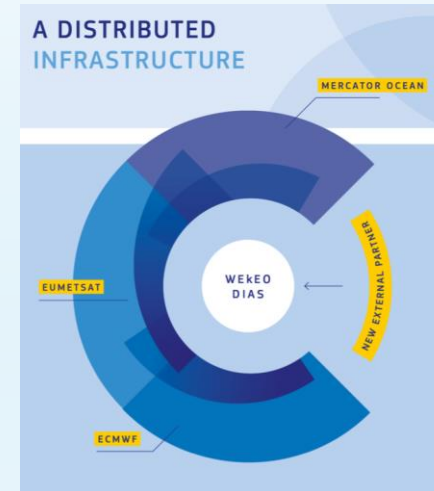 A DISTRIBUTED
INFRASTRUCTURE
MERCATOR OCEAN
WEkEO
DIAS
NEW EXTERNAL PARTNER
EUMETSAT
ECMWF